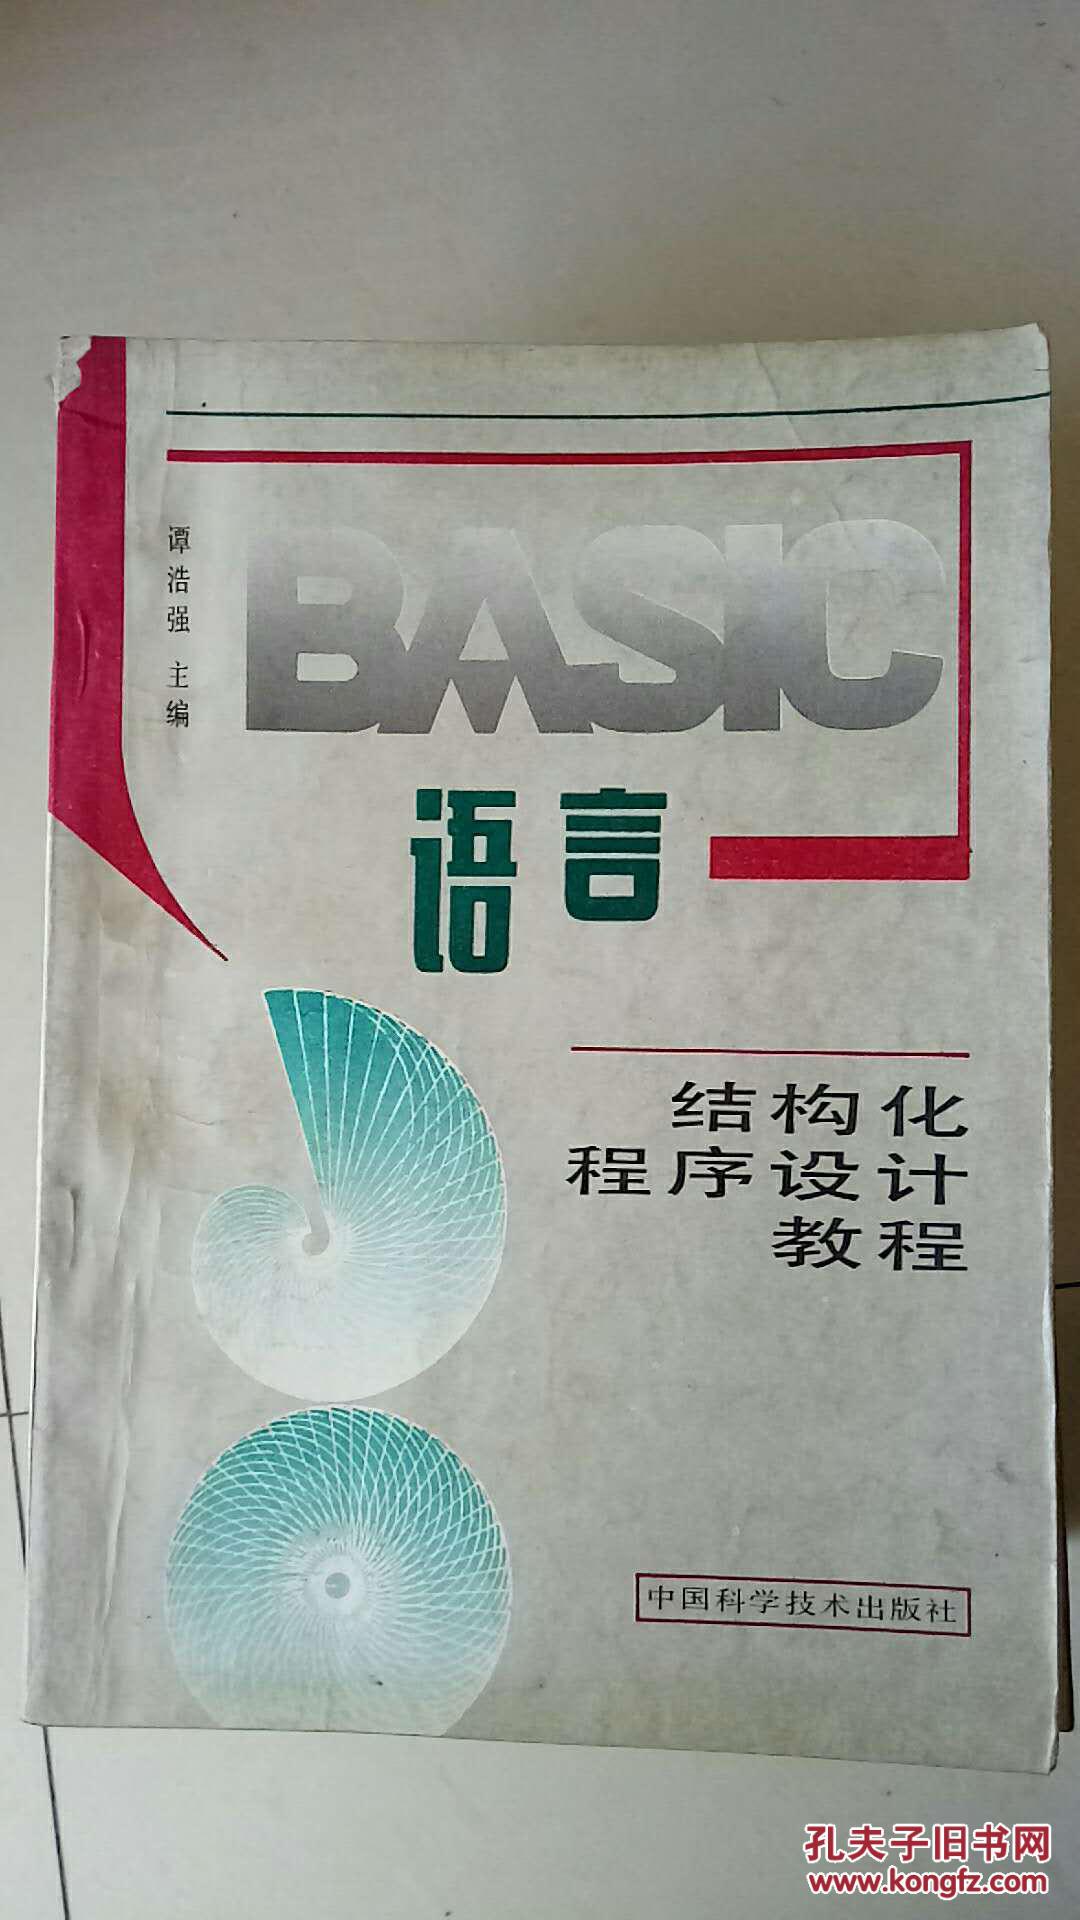 谭浩强 主编
BASIC
语言
结构化
程序设计
教程
中国科学技术出版社
孔夫子旧书网
www.kongfz.com